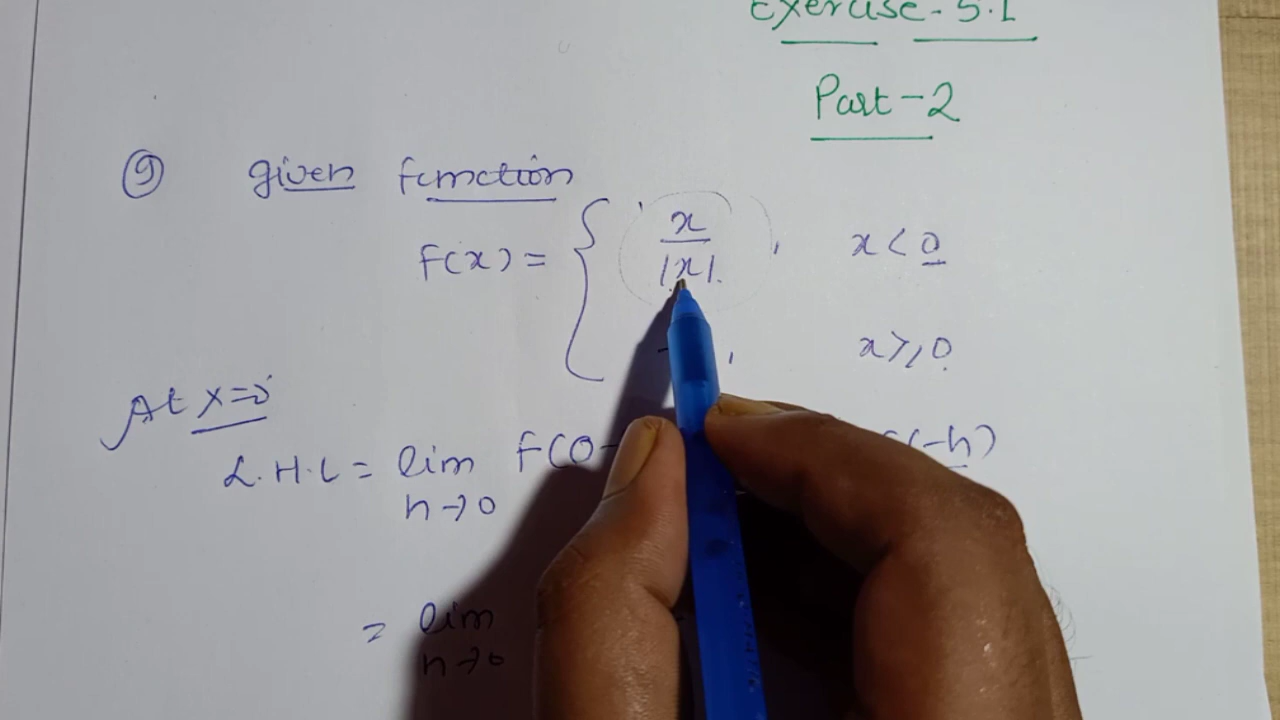 Exercise-5.1
Part-2
9 given function
F(x) = { x/|x| , x < 0
- , x ≥ 0
At x=0
L.H.L = lim h→0 F(0- F(-h)
= lim h→0